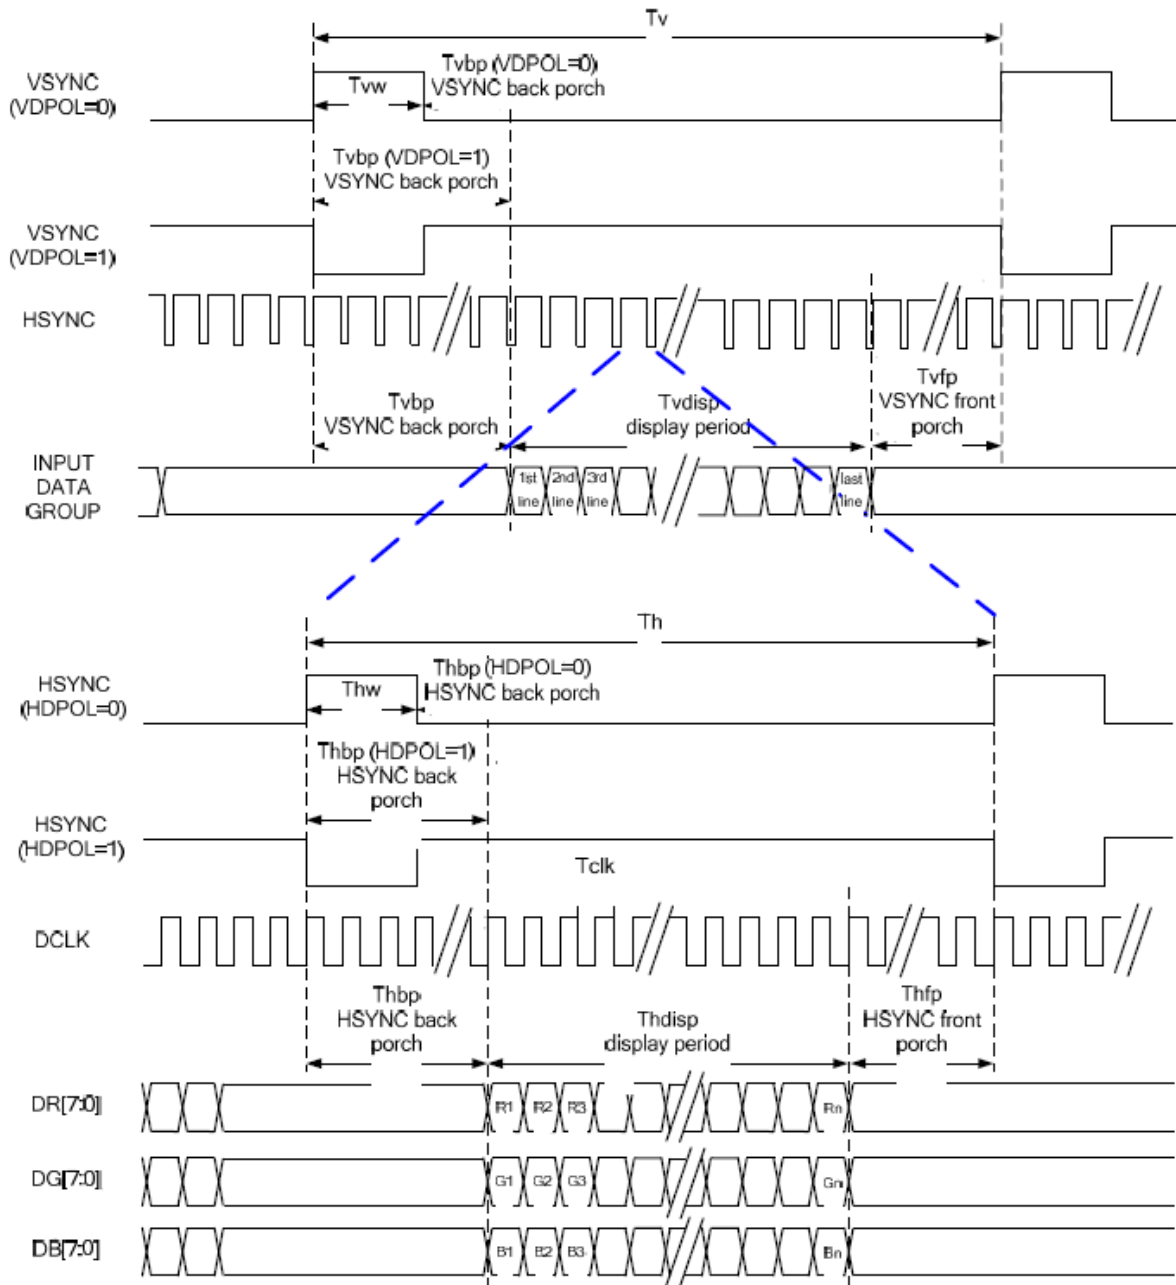 Tv
VSYNC
(VDPOL=0)
Tvw
Tvbp (VDPOL=0)
VSYNC back porch
Tvbp (VDPOL=1)
VSYNC back porch
VSYNC
(VDPOL=1)
HSYNC
Tvbp
VSYNC back porch
Tvdisp
display period
Tvfp
VSYNC front
porch
INPUT
DATA
GROUP
1st
line
2nd
line
3rd
line
last
line
Th
HSYNC
(HDPOL=0)
Thw
Thbp (HDPOL=0)
HSYNC back porch
Thbp (HDPOL=1)
HSYNC back
porch
HSYNC
(HDPOL=1)
Tclk
DCLK
Thbp
HSYNC back
porch
Thdisp
display period
Thfp
HSYNC front
porch
DR[7:0] R1 R2 R3 Rn
DG[7:0] G1 G2 G3 Gn
DB[7:0] B1 B2 B3 Bn